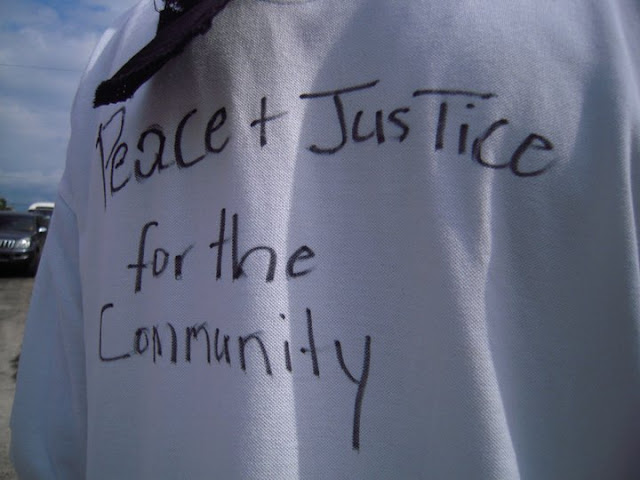 Peace + Justice
for the
Community